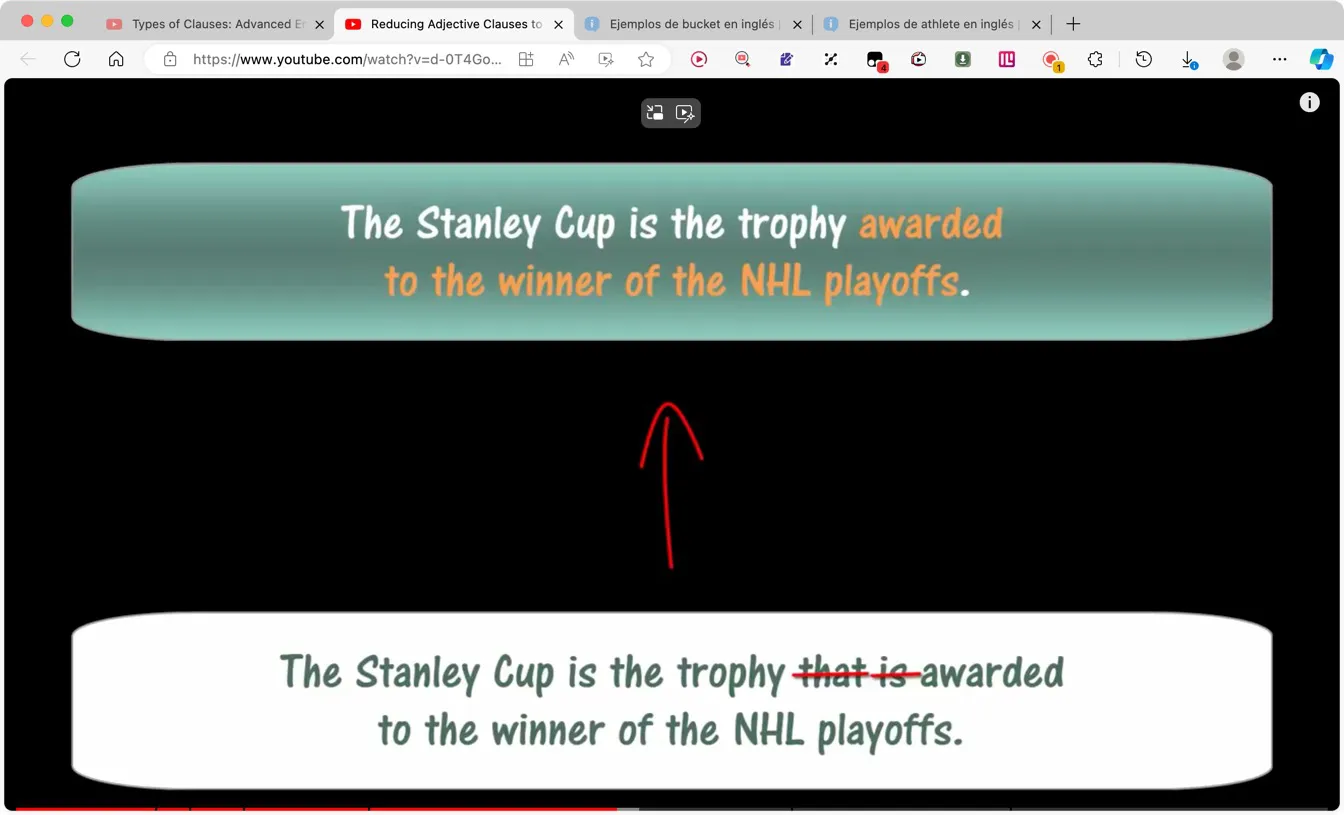 Types of Clauses: Advanced En
Reducing Adjective Clauses to
Ejemplos de bucket en inglés
Ejemplos de athlete en inglés
https://www.youtube.com/watch?v=d-0T4Go...
4
1
The Stanley Cup is the trophy awarded
to the winner of the NHL playoffs.
The Stanley Cup is the trophy that is awarded
to the winner of the NHL playoffs.